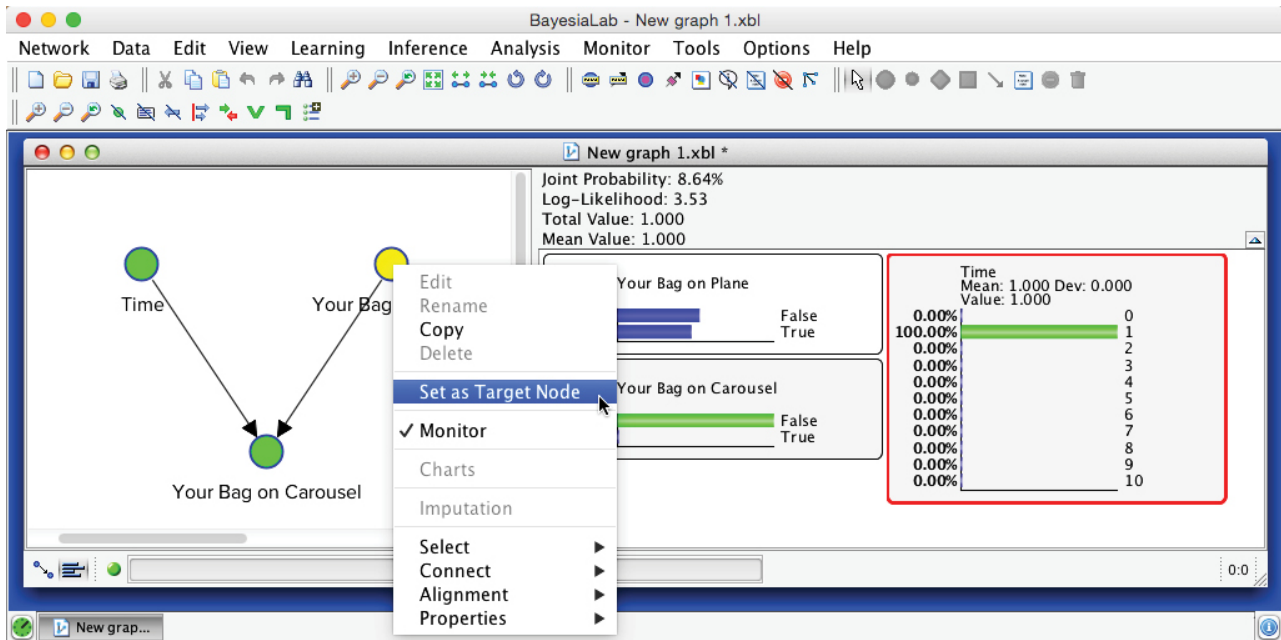 BayesiaLab - New graph 1.xbl
Network Data Edit View Learning Inference Analysis Monitor Tools Options Help
New graph 1.xbl *
Joint Probability: 8.64%
Log-Likelihood: 3.53
Total Value: 1.000
Mean Value: 1.000
Time
Your Bag
Your Bag on Carousel
Edit
Rename
Copy
Delete
Set as Target Node
✓ Monitor
Charts
Imputation
Select
Connect
Alignment
Properties
Your Bag on Plane
False
True
Your Bag on Carousel
False
True
Time
Mean: 1.000 Dev: 0.000
Value: 1.000
0.00% 0
100.00% 1
0.00% 2
0.00% 3
0.00% 4
0.00% 5
0.00% 6
0.00% 7
0.00% 8
0.00% 9
0.00% 10
0:0
New grap...